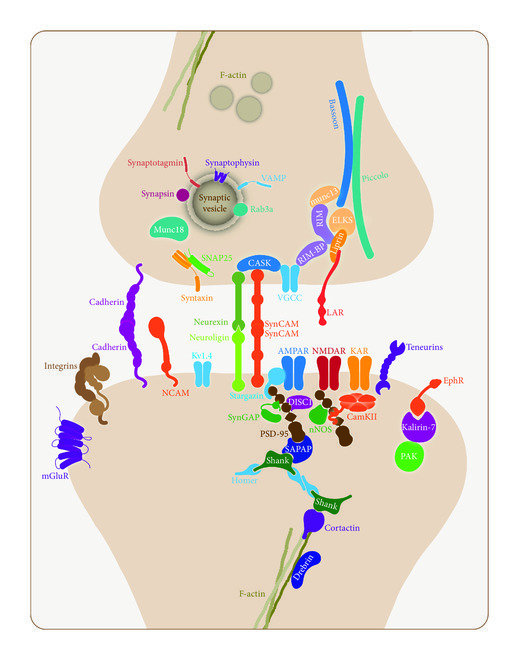 F-actin
Bassoon
Piccolo
Synaptotagmin
Synaptophysin
VAMP
Synapsin
Synaptic
vesicle
Rab3a
munc13
RIM
ELKS
Munc18
RIM-BP
Liprin
SNAP25
CASK
Syntaxin
VGCC
Cadherin
LAR
Neurexin
SynCAM
SynCAM
Neuroligin
Cadherin
Teneurins
Integrins
Kv1.4
AMPAR
NMDAR
KAR
EphR
NCAM
Stargazin
DISC1
SynGAP
nNOS
CamKII
Kalirin-7
PSD-95
SAPAP
PAK
Shank
mGluR
Homer
Shank
Cortactin
Drebrin
F-actin